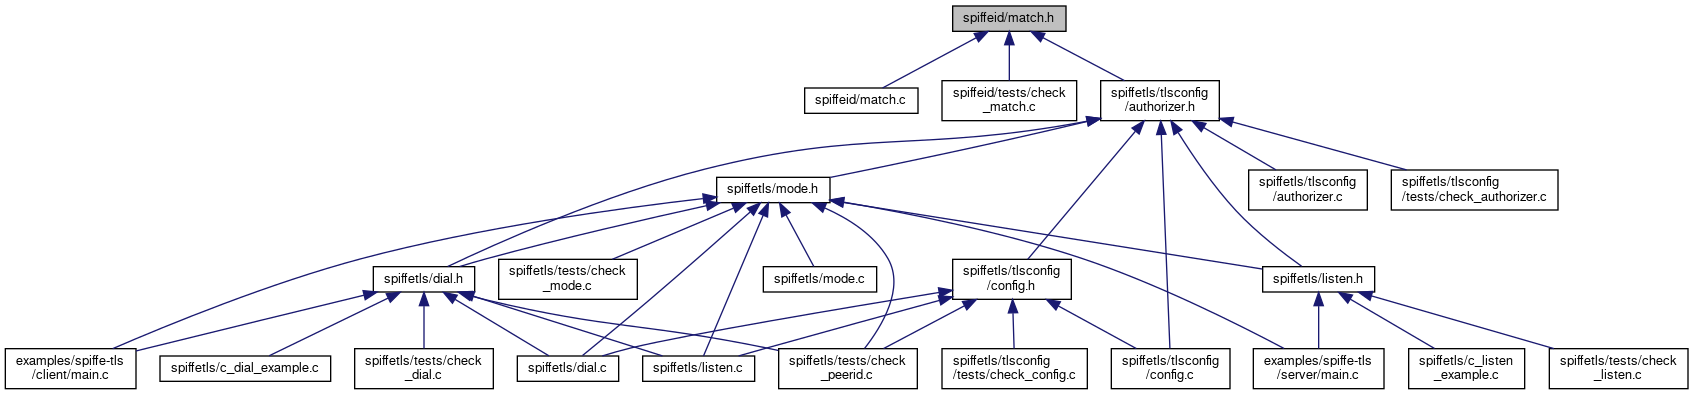 spiffeid/match.h
spiffeid/match.c
spiffeid/tests/check
_match.c
spiffetls/tlsconfig
/authorizer.h
spiffetls/mode.h
spiffetls/tlsconfig
/authorizer.c
spiffetls/tlsconfig
/tests/check_authorizer.c
spiffetls/dial.h
spiffetls/tests/check
_mode.c
spiffetls/mode.c
spiffetls/tlsconfig
/config.h
spiffetls/listen.h
examples/spiffe-tls
/client/main.c
spiffetls/c_dial_example.c
spiffetls/tests/check
_dial.c
spiffetls/dial.c
spiffetls/listen.c
spiffetls/tests/check
_peerid.c
spiffetls/tlsconfig
/tests/check_config.c
spiffetls/tlsconfig
/config.c
examples/spiffe-tls
/server/main.c
spiffetls/c_listen
_example.c
spiffetls/tests/check
_listen.c